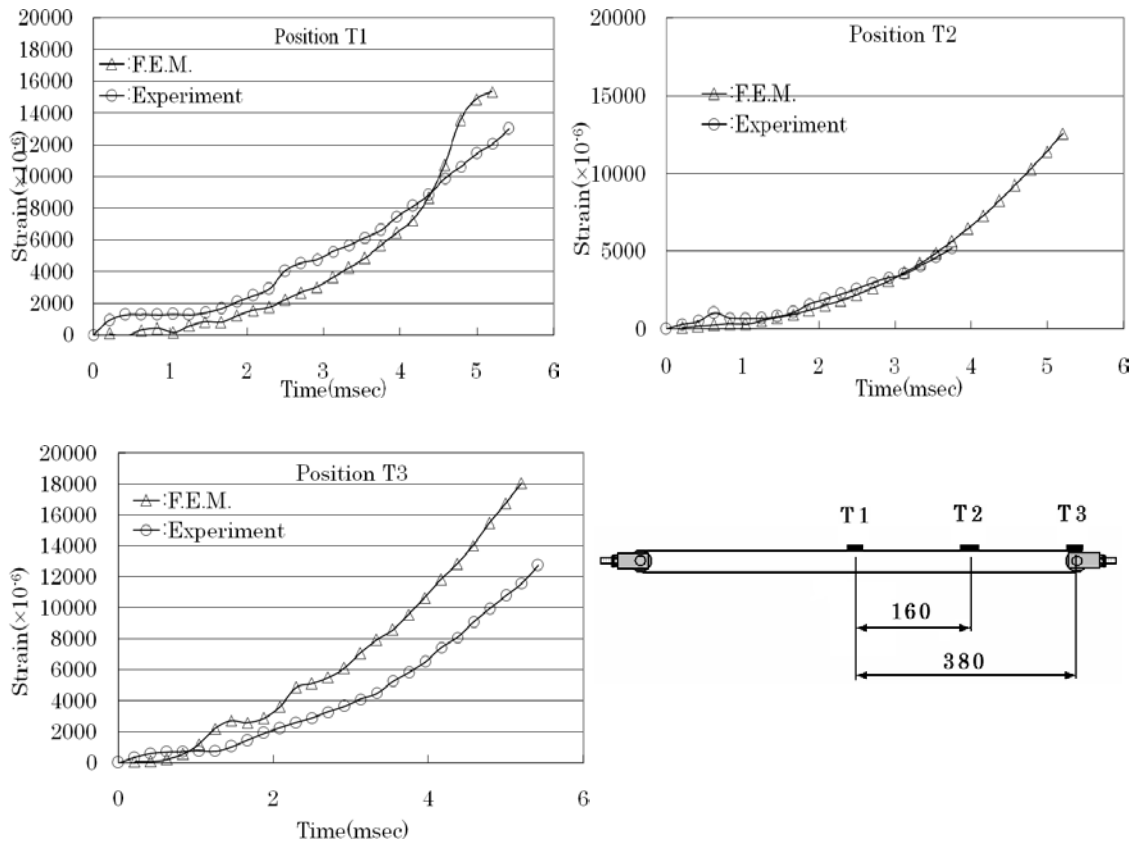 Position T1
△:F.E.M.
○:Experiment
20000
18000
16000
14000
12000
10000
8000
6000
4000
2000
0
Strain(×10⁻⁶)
0 1 2 3 4 5 6
Time(msec)
Position T2
△:F.E.M.
○:Experiment
20000
15000
10000
5000
0
Strain(×10⁻⁶)
0 1 2 3 4 5 6
Time(msec)
Position T3
△:F.E.M.
○:Experiment
20000
18000
16000
14000
12000
10000
8000
6000
4000
2000
0
Strain(×10⁻⁶)
0 2 4 6
Time(msec)
T1 T2 T3
160
380